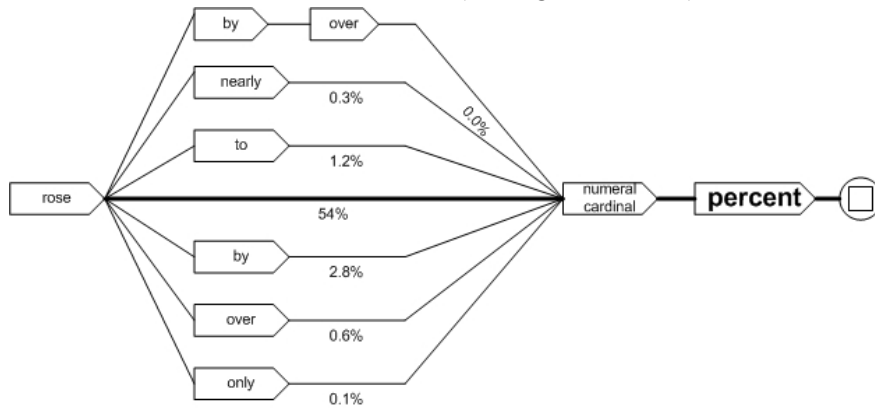 by
over
nearly
0.3%
0.0%
to
1.2%
rose
54%
numeral
cardinal
percent
by
2.8%
over
0.6%
only
0.1%